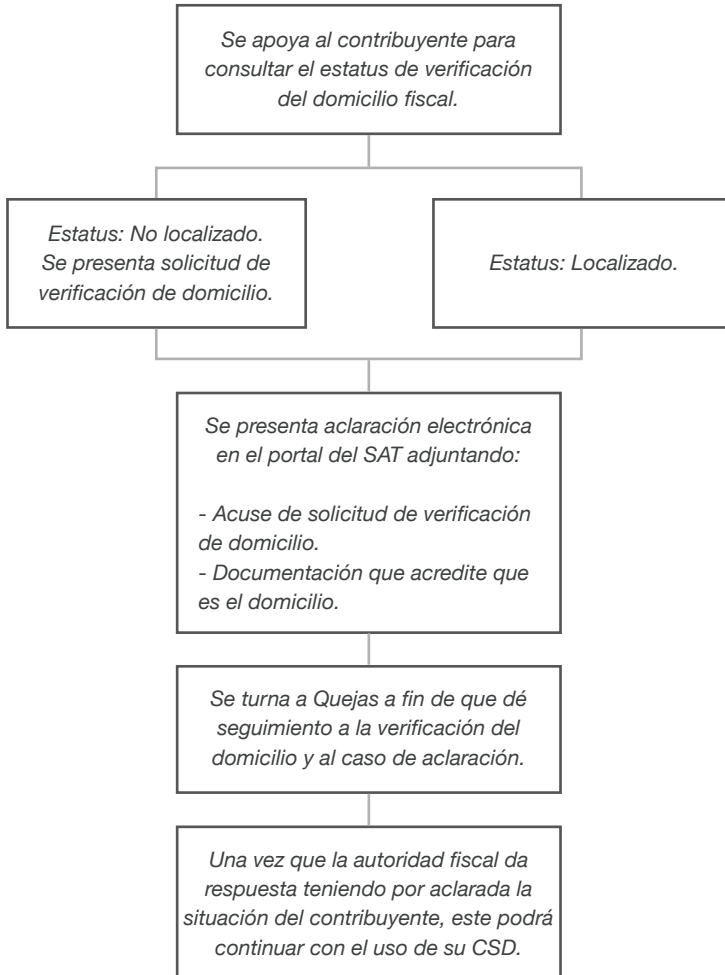 Se apoya al contribuyente para
consultar el estatus de verificación
del domicilio fiscal.
Estatus: No localizado.
Se presenta solicitud de
verificación de domicilio.
Estatus: Localizado.
Se presenta aclaración electrónica
en el portal del SAT adjuntando:
- Acuse de solicitud de verificación
de domicilio.
- Documentación que acredite que
es el domicilio.
Se turna a Quejas a fin de que dé
seguimiento a la verificación del
domicilio y al caso de aclaración.
Una vez que la autoridad fiscal da
respuesta teniendo por aclarada la
situación del contribuyente, este podrá
continuar con el uso de su CSD.